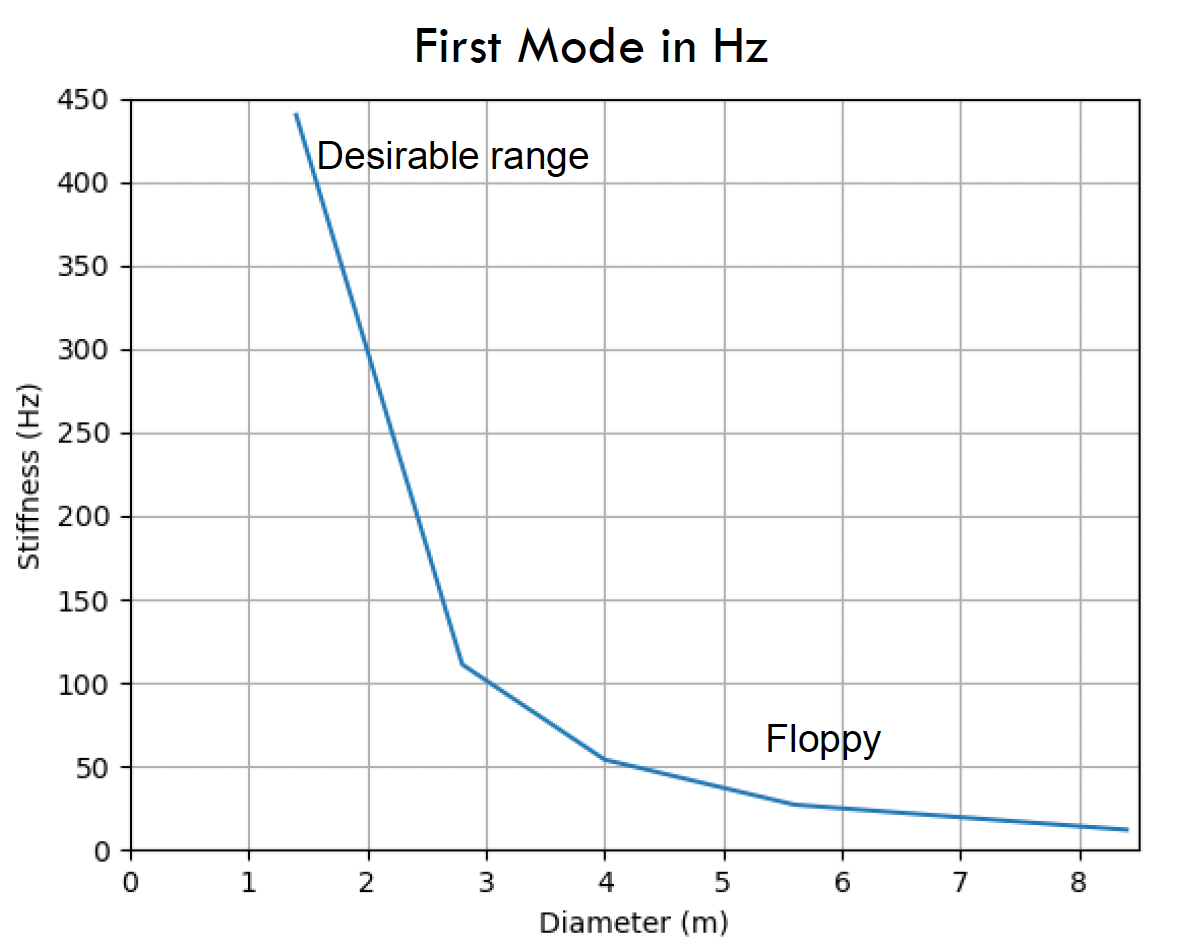 First Mode in Hz
450
Desirable range
400
350
300
250
200
150
100
Floppy
50
0
Stiffness (Hz)
0 1 2 3 4 5 6 7 8
Diameter (m)